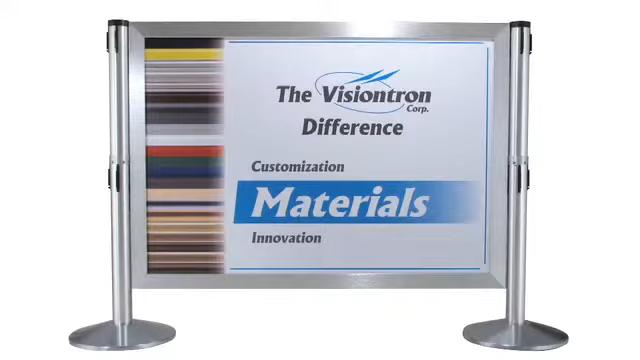 The Visiontron
Corp.
Difference
Customization
Materials
Innovation